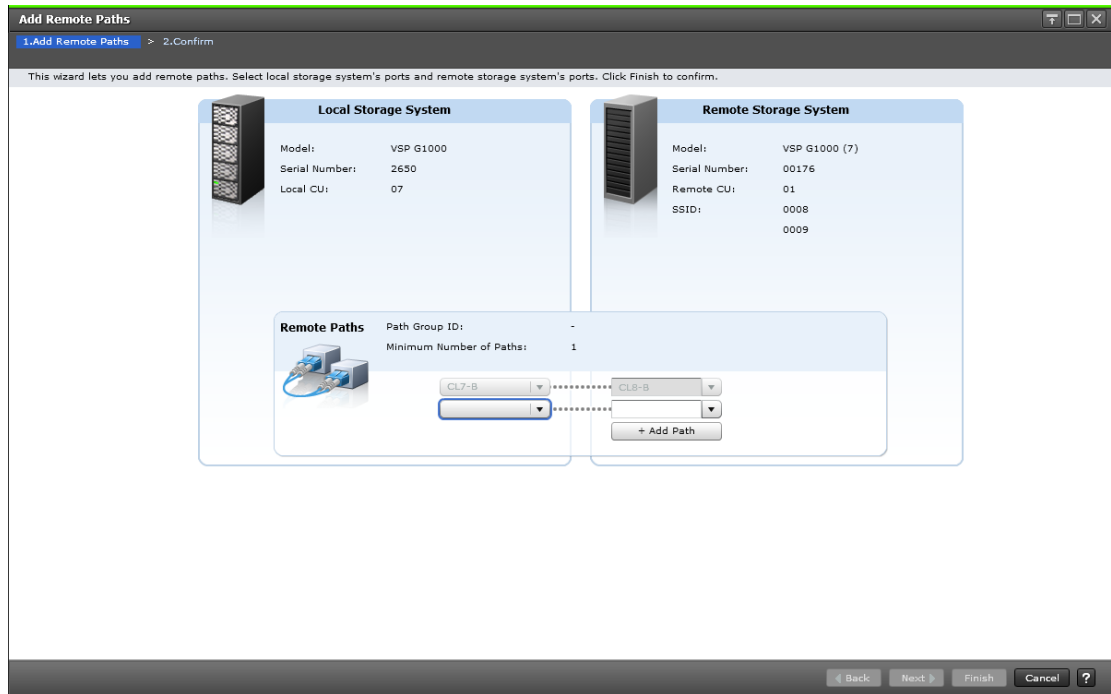 Add Remote Paths
1.Add Remote Paths > 2.Confirm
This wizard lets you add remote paths. Select local storage system's ports and remote storage system's ports. Click Finish to confirm.
Local Storage System
Model: VSP G1000
Serial Number: 2650
Local CU: 07
Remote Storage System
Model: VSP G1000 (7)
Serial Number: 00176
Remote CU: 01
SSID: 0008
0009
Remote Paths
Path Group ID: -
Minimum Number of Paths: 1
CL7-B CL8-B
+ Add Path
Back Next Finish Cancel ?